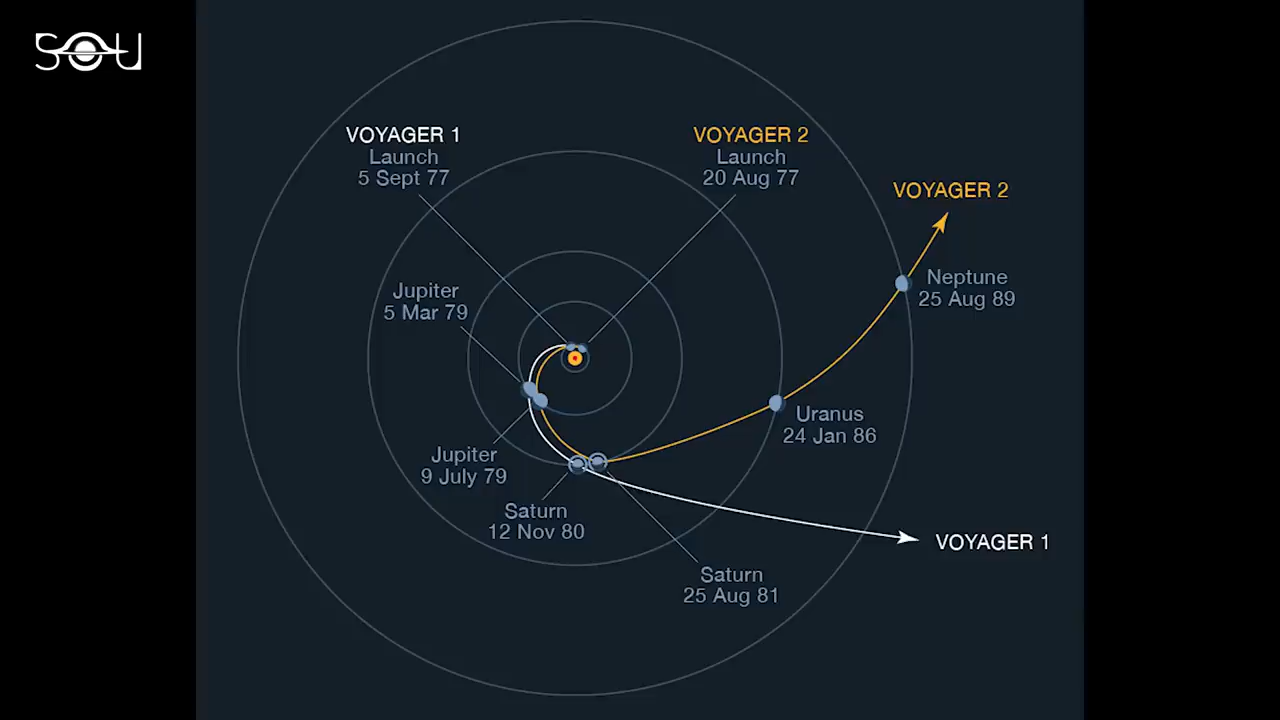 SOU
VOYAGER 1
Launch
5 Sept 77
VOYAGER 2
Launch
20 Aug 77
VOYAGER 2
Neptune
25 Aug 89
Jupiter
5 Mar 79
Uranus
24 Jan 86
Jupiter
9 July 79
Saturn
12 Nov 80
VOYAGER 1
Saturn
25 Aug 81